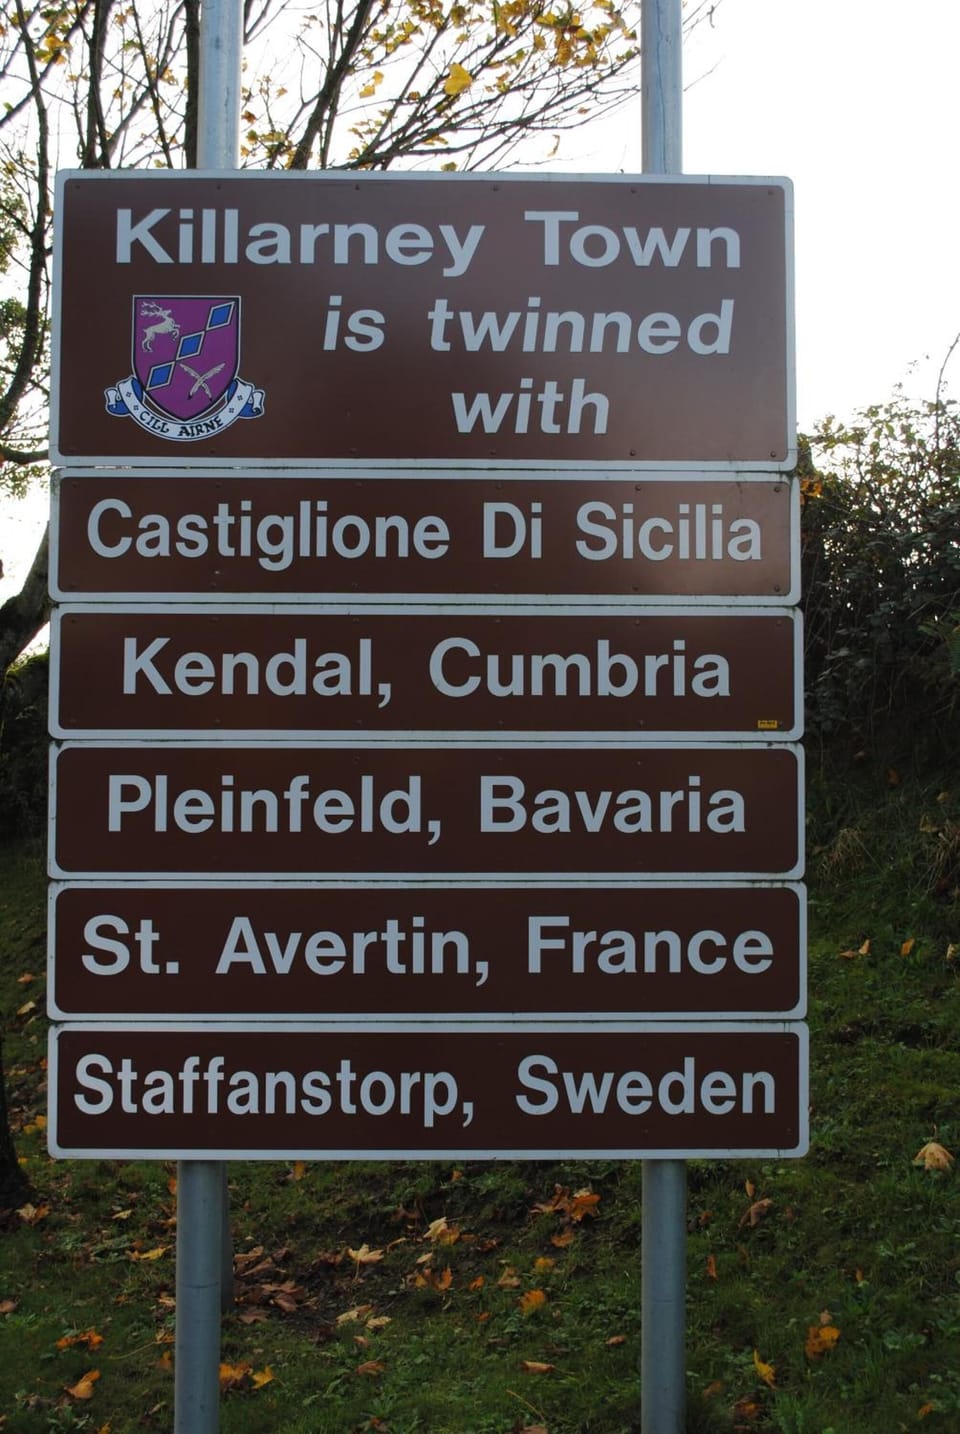 Killarney Town
is twinned
with
CILL AIRNE
Castiglione Di Sicilia
Kendal, Cumbria
Pleinfeld, Bavaria
St. Avertin, France
Staffanstorp, Sweden